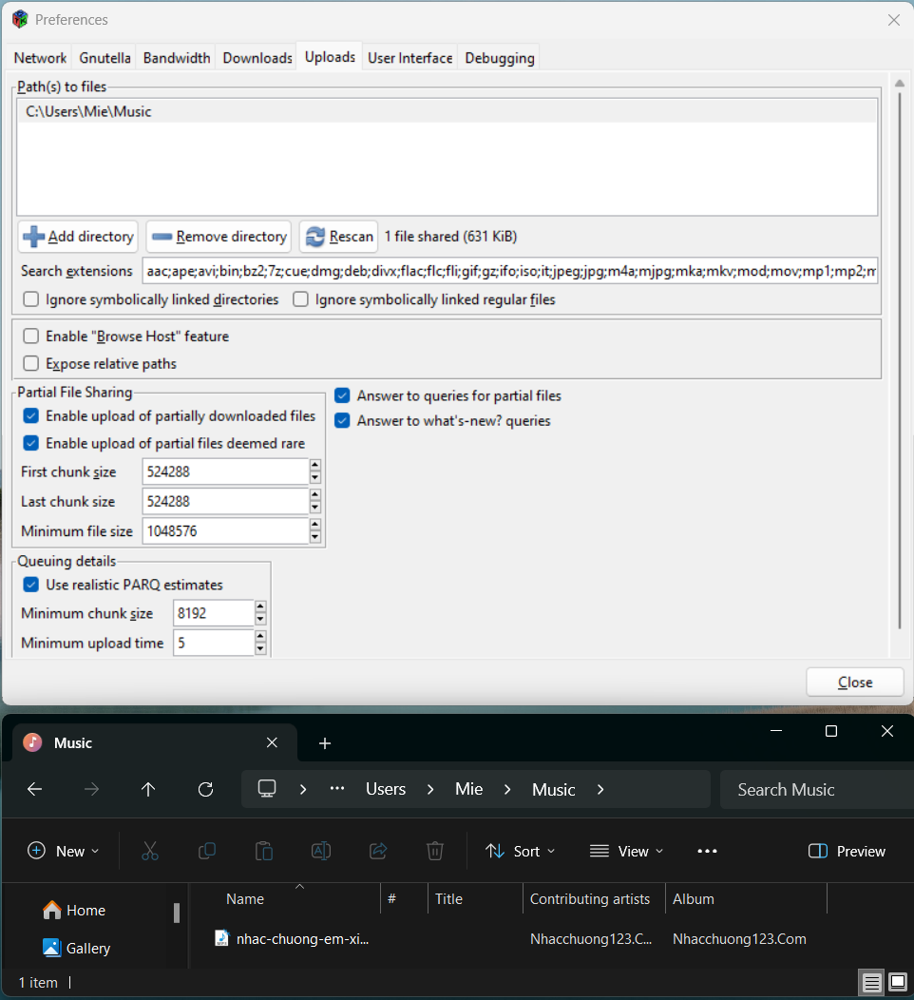 Preferences
Network Gnutella Bandwidth Downloads Uploads User Interface Debugging
Path(s) to files
C:\Users\Mie\Music
Add directory Remove directory Rescan 1 file shared (631 KiB)
Search extensions aac;ape;avi;bin;bz2;7z;cue;dmg;deb;divx;flac;flc;fli;gif;gz;ifo;iso;it;jpeg;jpg;m4a;mjpg;mka;mkv;mod;mov;mp1;mp2;m
Ignore symbolically linked directories Ignore symbolically linked regular files
Enable "Browse Host" feature
Expose relative paths
Partial File Sharing
Enable upload of partially downloaded files
Enable upload of partial files deemed rare
First chunk size 524288
Last chunk size 524288
Minimum file size 1048576
Answer to queries for partial files
Answer to what's-new? queries
Queuing details
Use realistic PARQ estimates
Minimum chunk size 8192
Minimum upload time 5
Close
Music
... Users Mie Music Search Music
New Sort View ... Preview
Home
Gallery
Name # Title Contributing artists Album
nhac-chuong-em-xi... Nhacchuong123.C... Nhacchuong123.Com
1 item